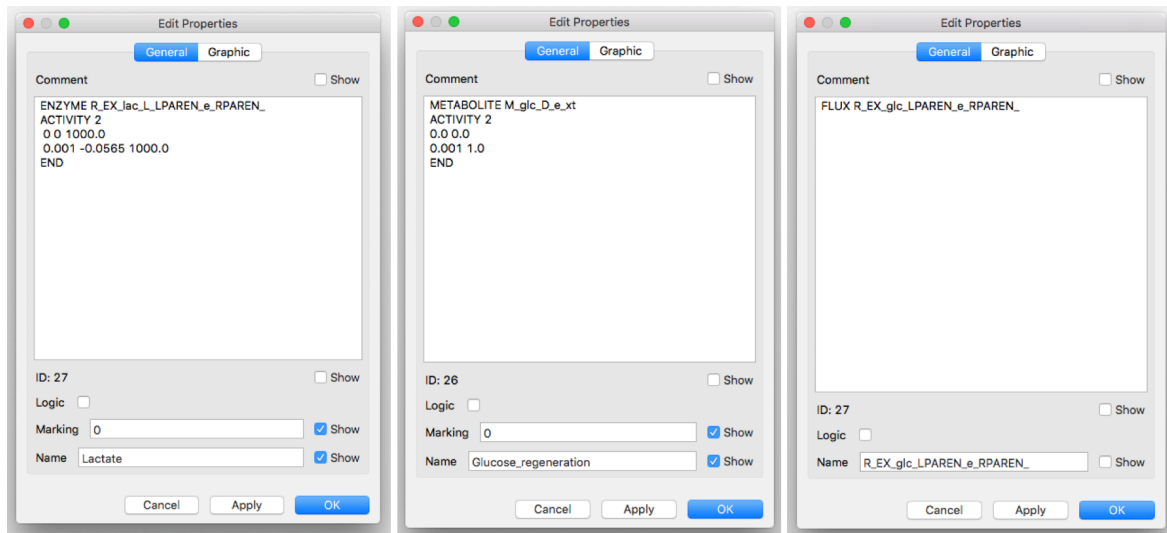 Edit Properties
General Graphic
Comment Show
ENZYME R_EX_lac_L_LPAREN_e_RPAREN_
ACTIVITY 2
0 0 1000.0
0.001 -0.0565 1000.0
END
ID: 27 Show
Logic
Marking 0 Show
Name Lactate Show
Cancel Apply OK
Edit Properties
General Graphic
Comment Show
METABOLITE M_glc_D_e_xt
ACTIVITY 2
0.0 0.0
0.001 1.0
END
ID: 26 Show
Logic
Marking 0 Show
Name Glucose_regeneration Show
Cancel Apply OK
Edit Properties
General Graphic
Comment Show
FLUX R_EX_glc_LPAREN_e_RPAREN_
ID: 27 Show
Logic
Name R_EX_glc_LPAREN_e_RPAREN_ Show
Cancel Apply OK